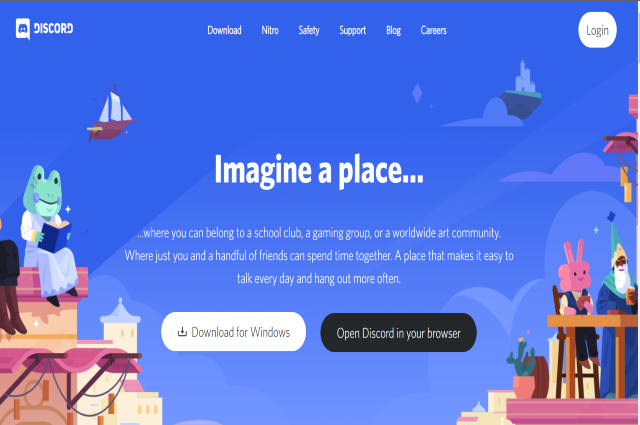 DISCORD
Download Nitro Safety Support Blog Careers
Login
Imagine a place...
...where you can belong to a school club, a gaming group, or a worldwide art community.
Where just you and a handful of friends can spend time together. A place that makes it easy to
talk every day and hang out more often.
Download for Windows
Open Discord in your browser